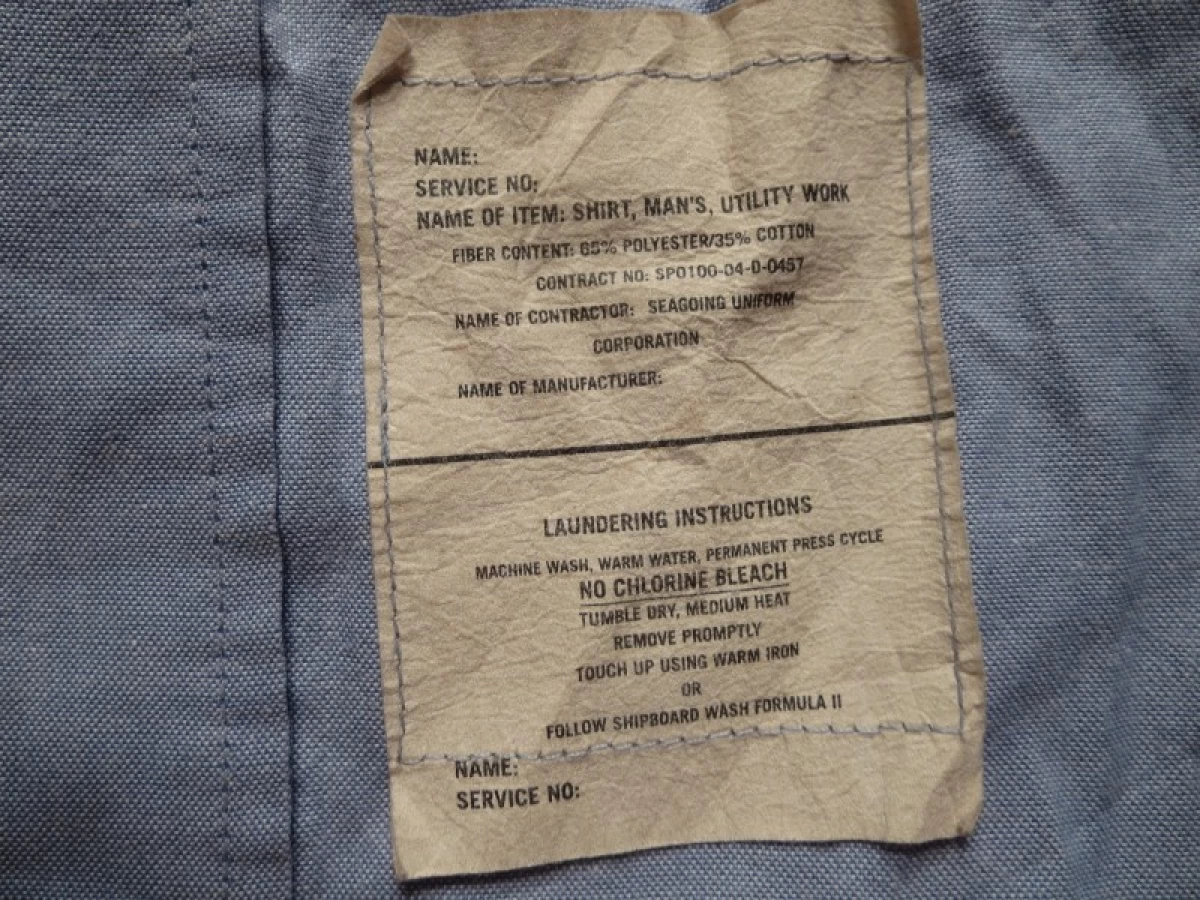 NAME:
SERVICE NO:
NAME OF ITEM: SHIRT, MAN'S, UTILITY WORK
FIBER CONTENT: 65% POLYESTER/35% COTTON
CONTRACT NO: SPO100-04-D-0457
NAME OF CONTRACTOR: SEAGOING UNIFORM
CORPORATION
NAME OF MANUFACTURER:
LAUNDERING INSTRUCTIONS
MACHINE WASH, WARM WATER, PERMANENT PRESS CYCLE
NO CHLORINE BLEACH
TUMBLE DRY, MEDIUM HEAT
REMOVE PROMPTLY
TOUCH UP USING WARM IRON
OR
FOLLOW SHIPBOARD WASH FORMULA II
NAME:
SERVICE NO: